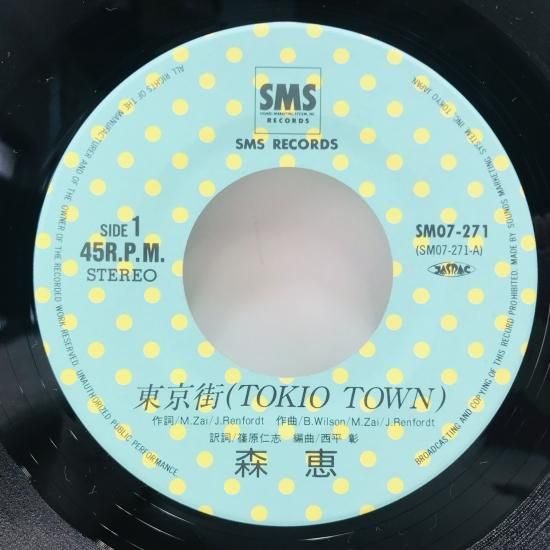 SMS
SOUNDS MARKETING SYSTEM, INC.
RECORDS
SMS RECORDS
SIDE 1
45R.P.M.
STEREO
SM07-271
(SM07-271-A)
JASRAC
東京街(TOKIO TOWN)
作詞/M.Zai/J.Renfordt 作曲/B.Wilson/M.Zai/J.Renfordt
訳詞/篠原仁志 編曲/西平 彰
森 恵
ALL RIGHTS OF THE MANUFACTURER AND OF THE OWNER OF THE RECORDED WORK RESERVED. UNAUTHORIZED PUBLIC PERFORMANCE
BROADCASTING AND COPYING OF THIS RECORD PROHIBITED. MADE BY SOUNDS MARKETING SYSTEM INC. TOKYO JAPAN